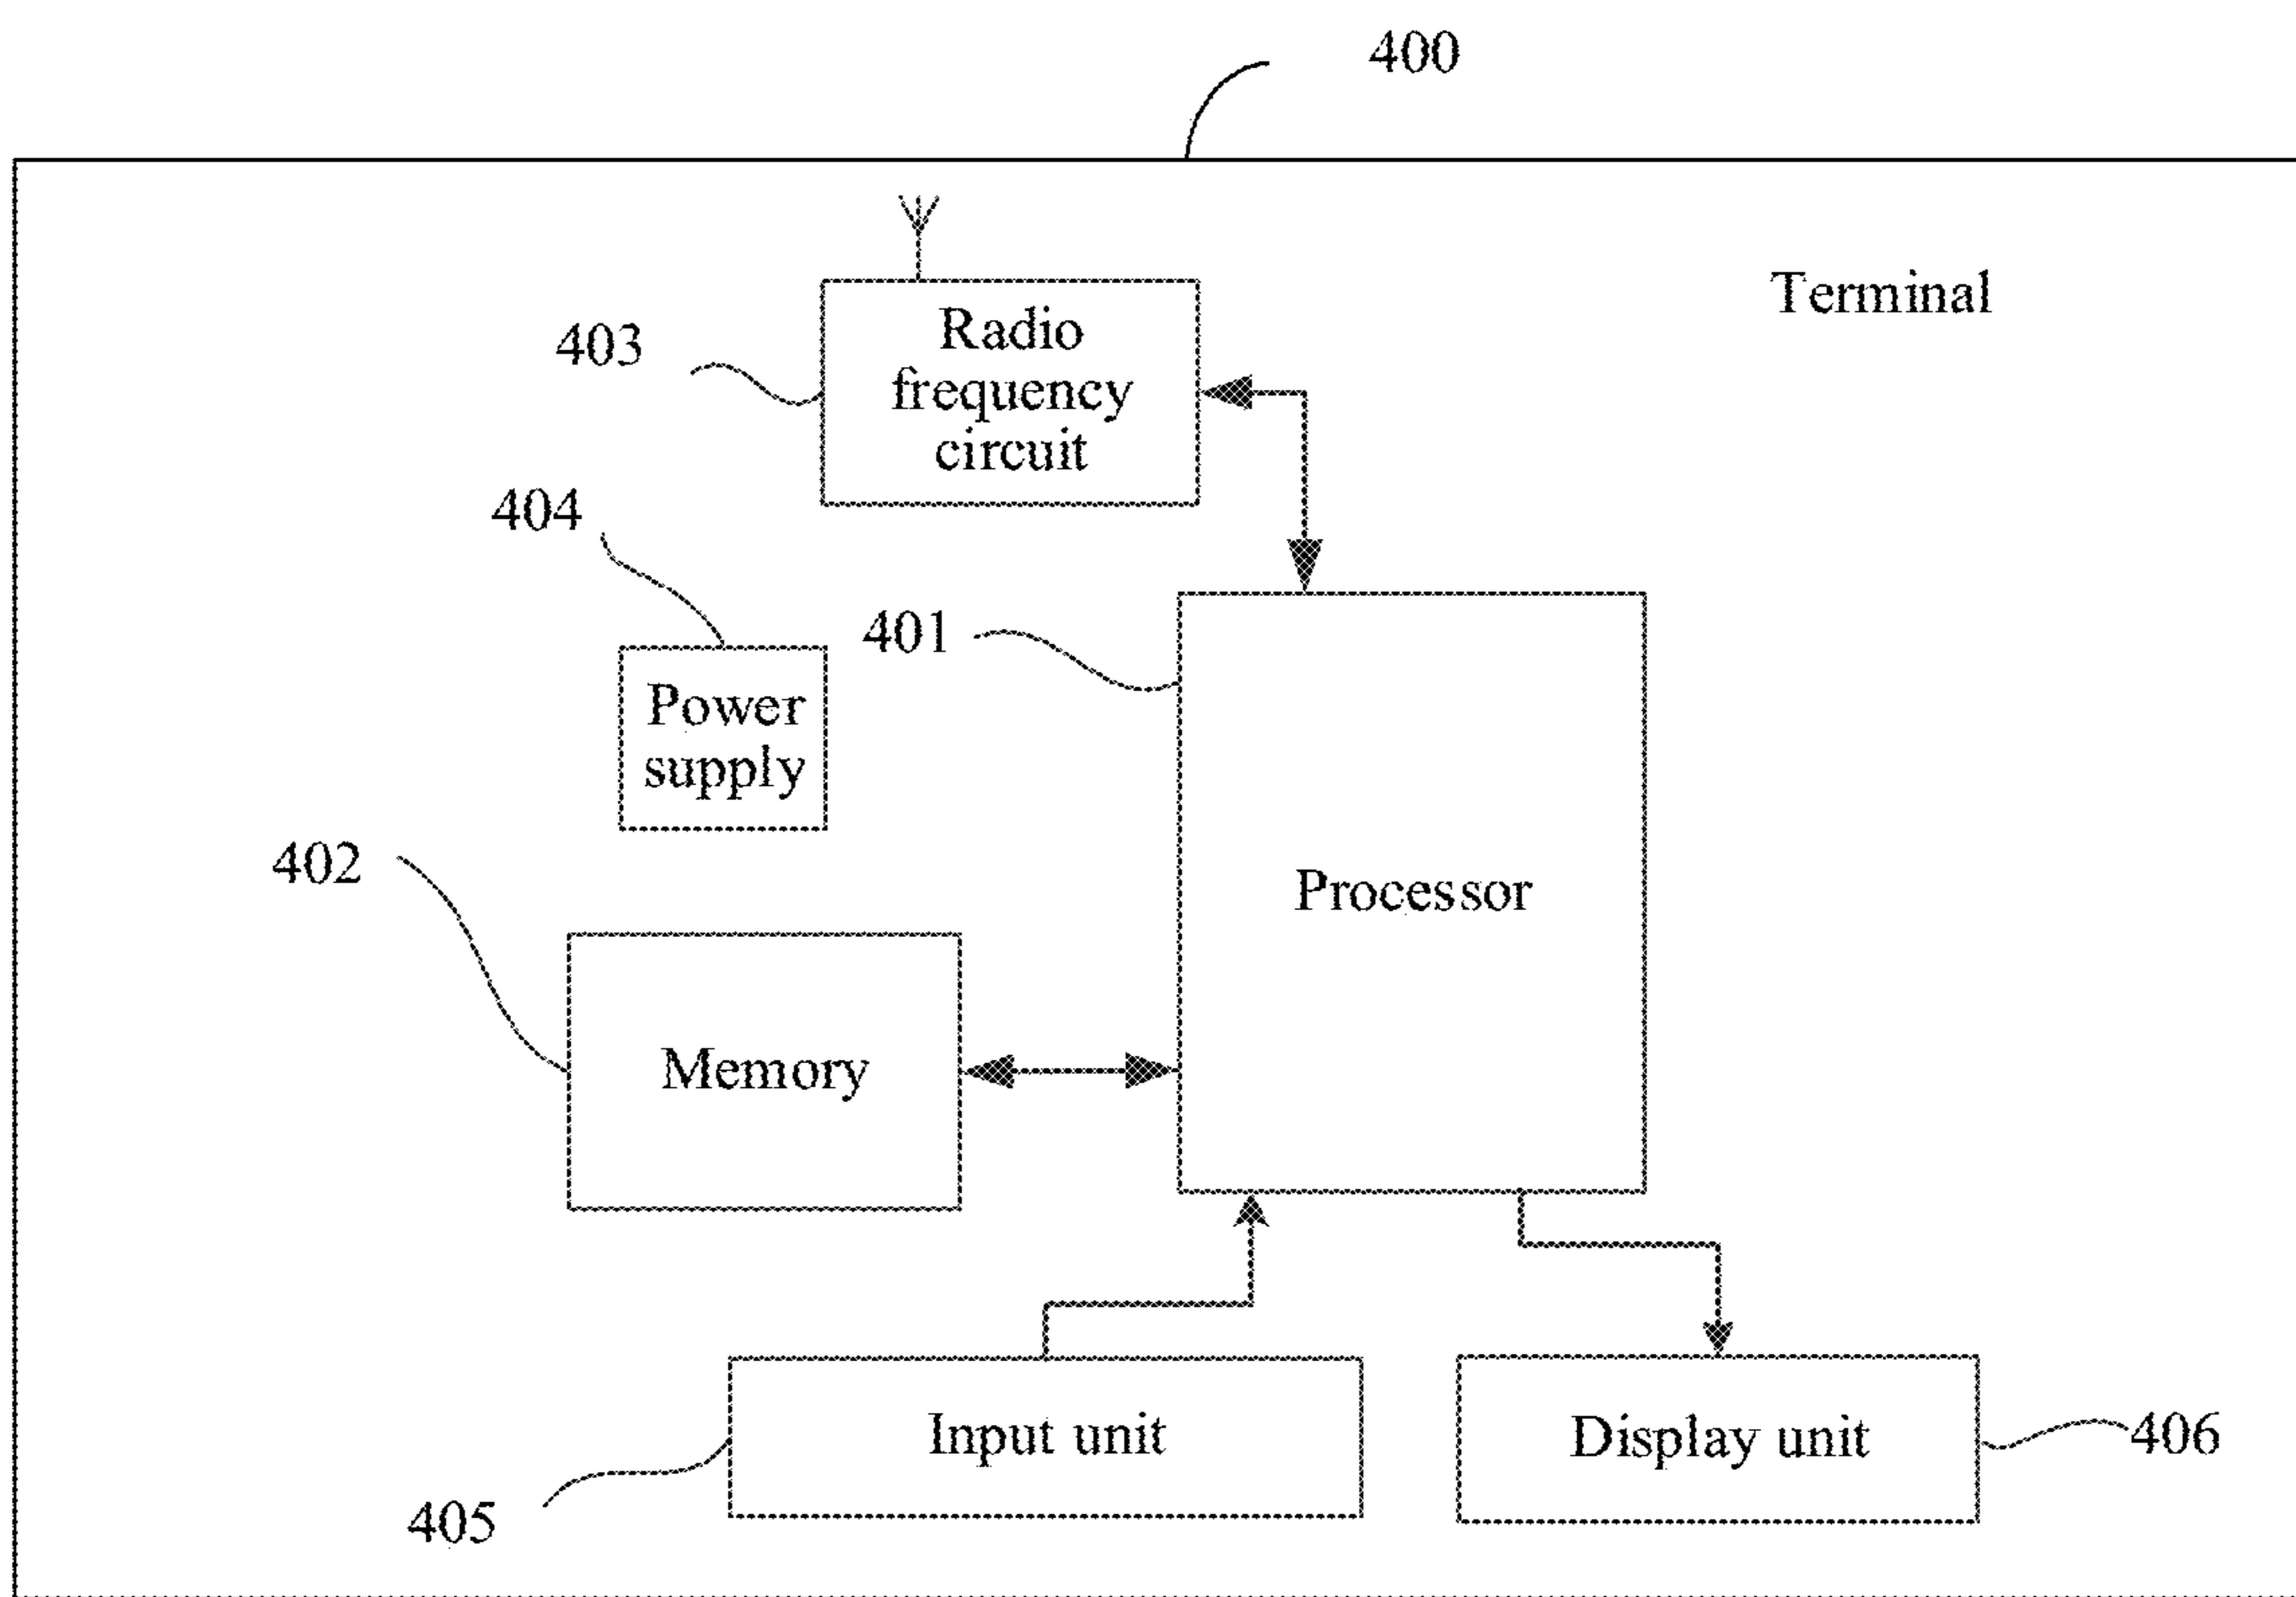 400
Terminal
403
Radio
frequency
circuit
404
401
Power
supply
402
Processor
Memory
Input unit
Display unit
406
405